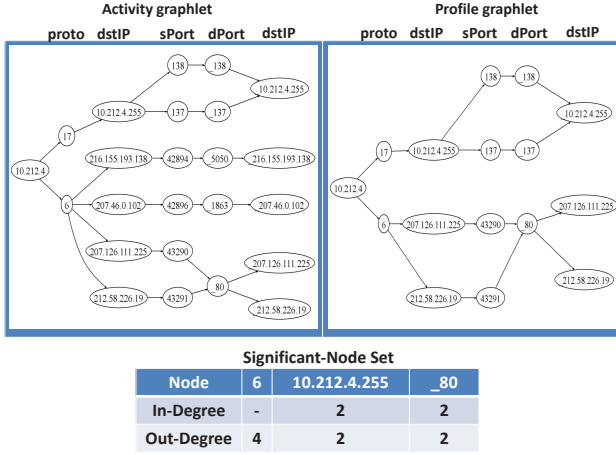 Activity graphlet
Profile graphlet
proto dstIP sPort dPort dstIP
proto dstIP sPort dPort dstIP
138 _138
10.212.4.255
10.212.4.255
137 _137
17
216.155.193.138 42894 _5050 216.155.193.138
10.212.4
6 207.46.0.102 42896 _1863 207.46.0.102
207.126.111.225 43290
207.126.111.225
_80
212.58.226.19 43291
212.58.226.19
138 _138
10.212.4.255
17 10.212.4.255 137 _137
10.212.4
207.126.111.225
6 207.126.111.225 43290 _80
212.58.226.19
212.58.226.19 43291
Significant-Node Set
Node 6 10.212.4.255 _80
In-Degree - 2 2
Out-Degree 4 2 2